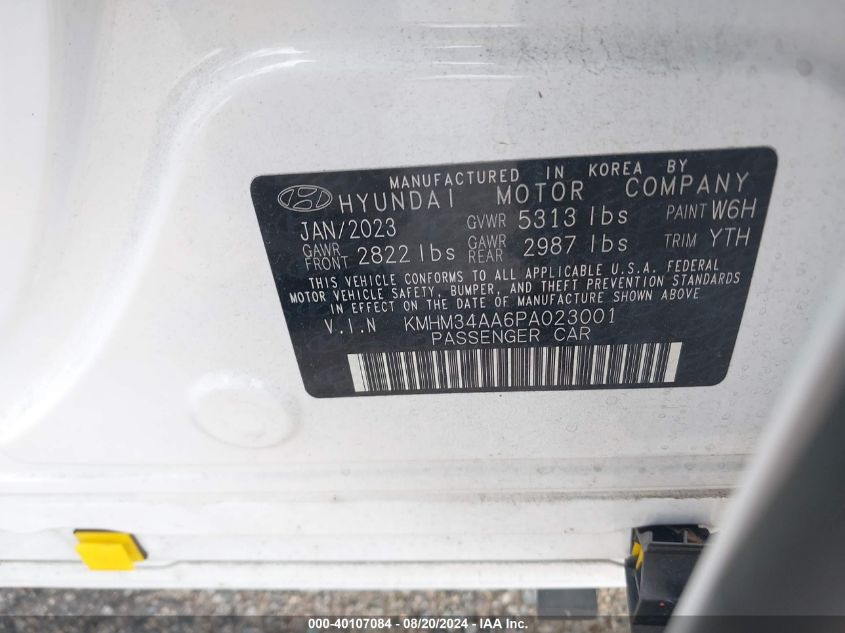 MANUFACTURED IN KOREA BY
HYUNDAI MOTOR COMPANY
JAN/2023 GVWR 5313 lbs PAINT W6H
GAWR FRONT 2822 lbs GAWR REAR 2987 lbs TRIM YTH
THIS VEHICLE CONFORMS TO ALL APPLICABLE U.S.A. FEDERAL
MOTOR VEHICLE SAFETY, BUMPER, AND THEFT PREVENTION STANDARDS
IN EFFECT ON THE DATE OF MANUFACTURE SHOWN ABOVE
V.I.N KMHM34AA6PA023001
PASSENGER CAR
000-40107084 - 08/20/2024 - IAAI.com